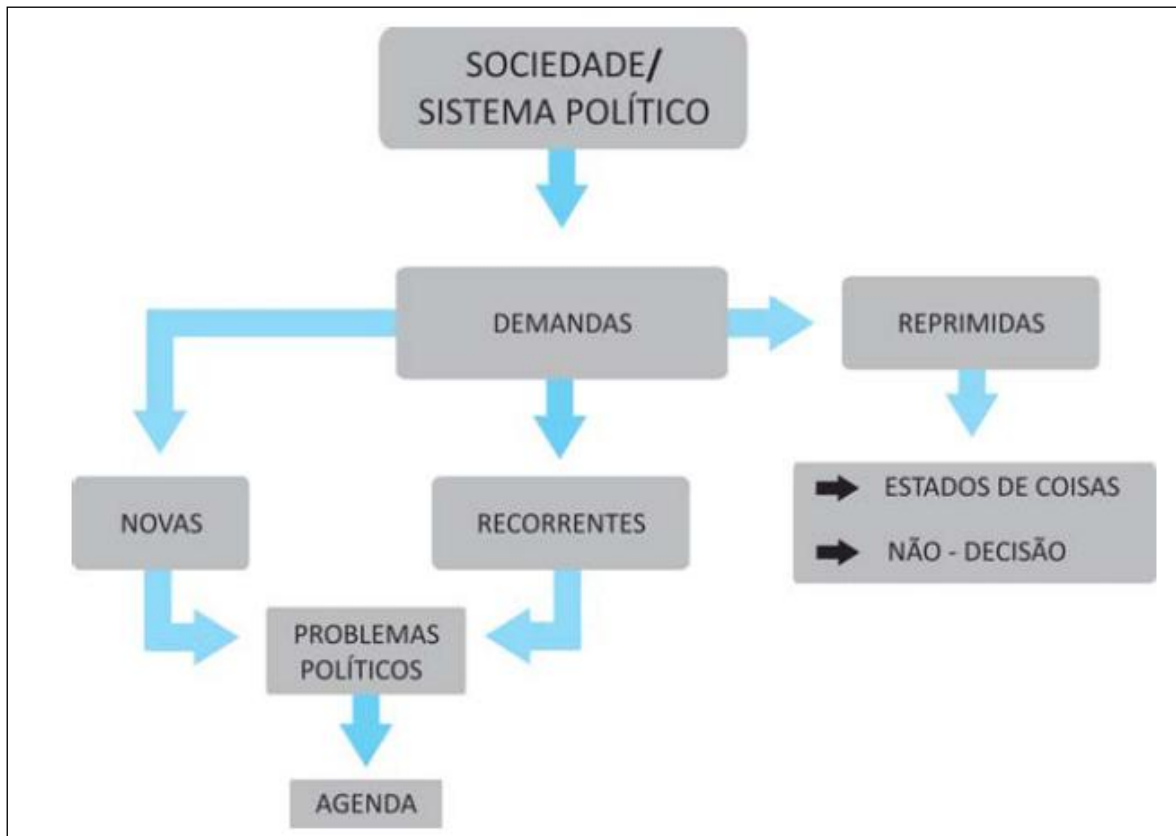 SOCIEDADE/
SISTEMA POLÍTICO
DEMANDAS
REPRIMIDAS
NOVAS
RECORRENTES
ESTADOS DE COISAS
NÃO - DECISÃO
PROBLEMAS
POLÍTICOS
AGENDA